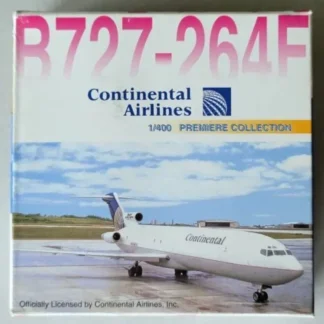 B727-264F
Continental
Airlines
1/400 PREMIERE COLLECTION
Continental
Officially Licensed by Continental Airlines, Inc.